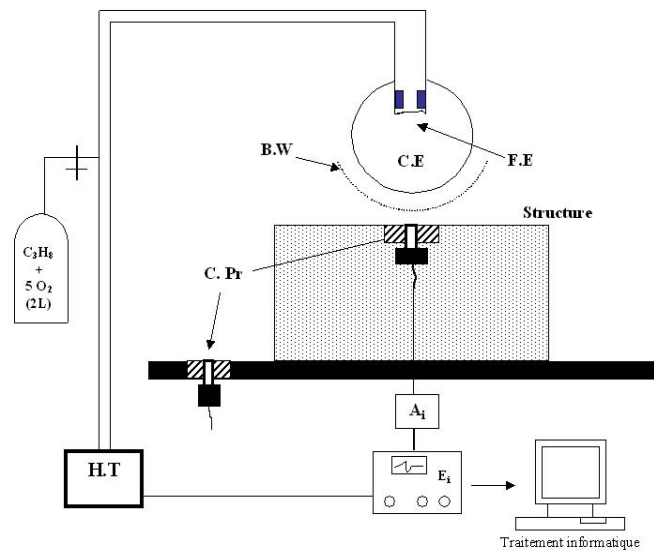 B.W
C.E
F.E
Structure
C₃H₈
+
5 O₂
(2L)
C. Pr
Aᵢ
H.T
Eᵢ
Traitement informatique